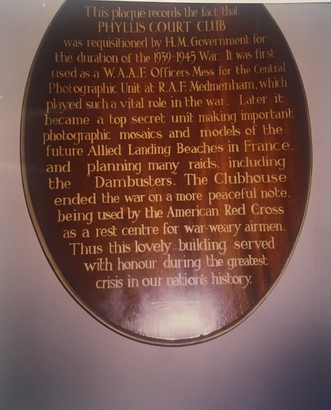 This plaque records the fact that
PHYLLIS COURT CLUB
was requisitioned by H.M. Government for
the duration of the 1939-1945 War. It was first
used as a W.A.A.F. Officers Mess for the Central
Photographic Unit at R.A.F. Medmenham, which
played such a vital role in the war. Later it
became a top secret unit making important
photographic mosaics and models of the
future Allied Landing Beaches in France.
and planning many raids, including
the "Dambusters". The Clubhouse
ended the war on a more peaceful note,
being used by the American Red Cross
as a rest centre for war-weary airmen.
Thus this lovely building served
with honour during the greatest
crisis in our nation's history.